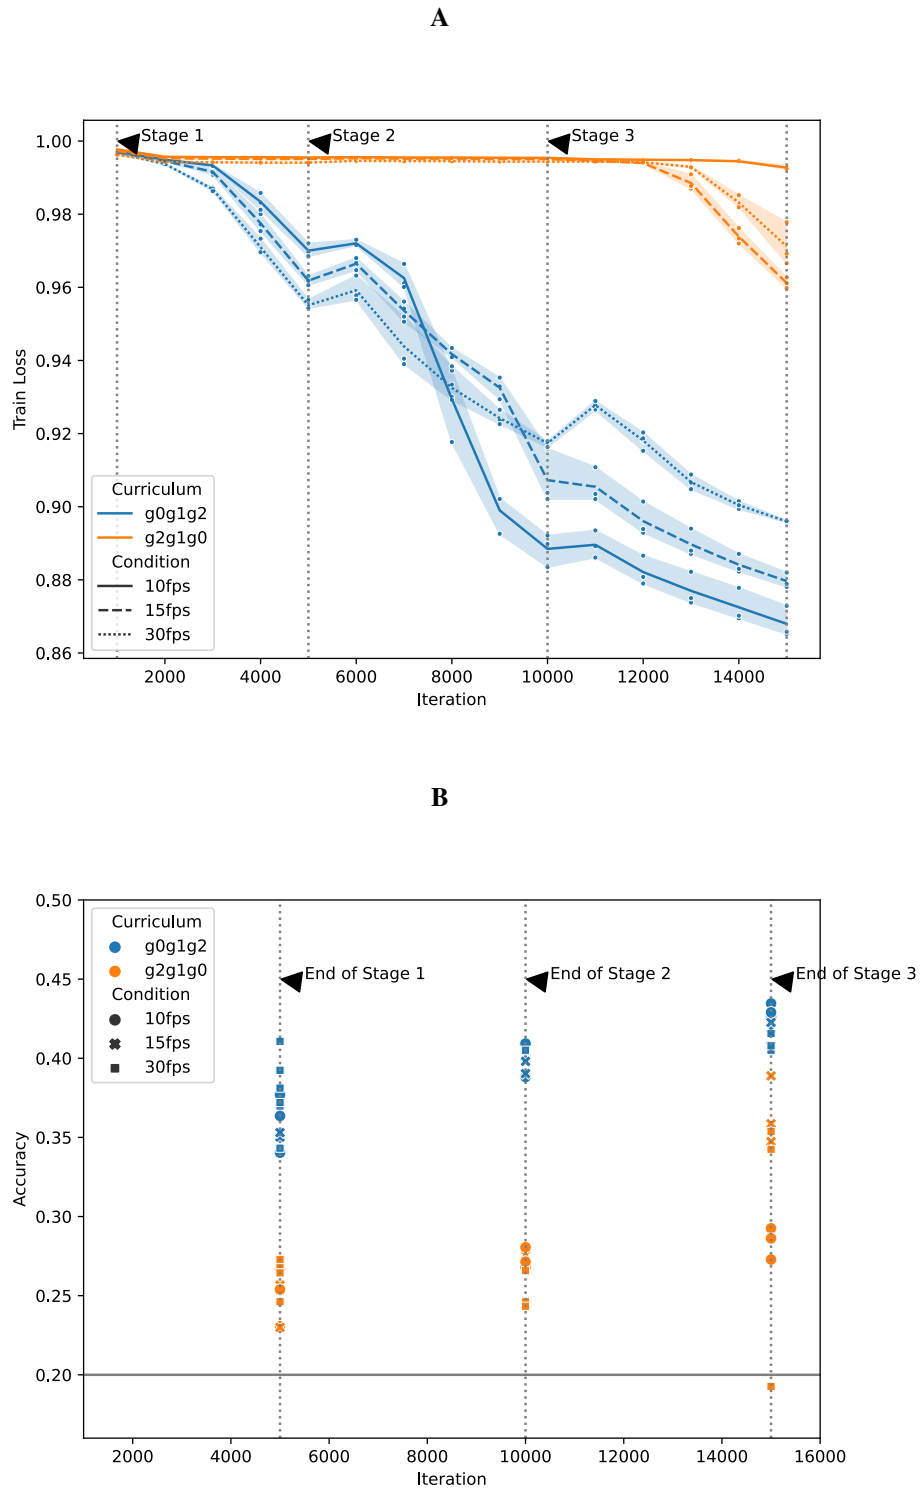 A
Stage 1
Stage 2
Stage 3
1.00
0.98
0.96
0.94
0.92
0.90
0.88
0.86
Train Loss
Curriculum
g0g1g2
g2g1g0
Condition
10fps
15fps
30fps
2000 4000 6000 8000 10000 12000 14000
Iteration
B
0.50
0.45
0.40
0.35
0.30
0.25
0.20
Accuracy
Curriculum
g0g1g2
g2g1g0
Condition
10fps
15fps
30fps
End of Stage 1
End of Stage 2
End of Stage 3
2000 4000 6000 8000 10000 12000 14000 16000
Iteration